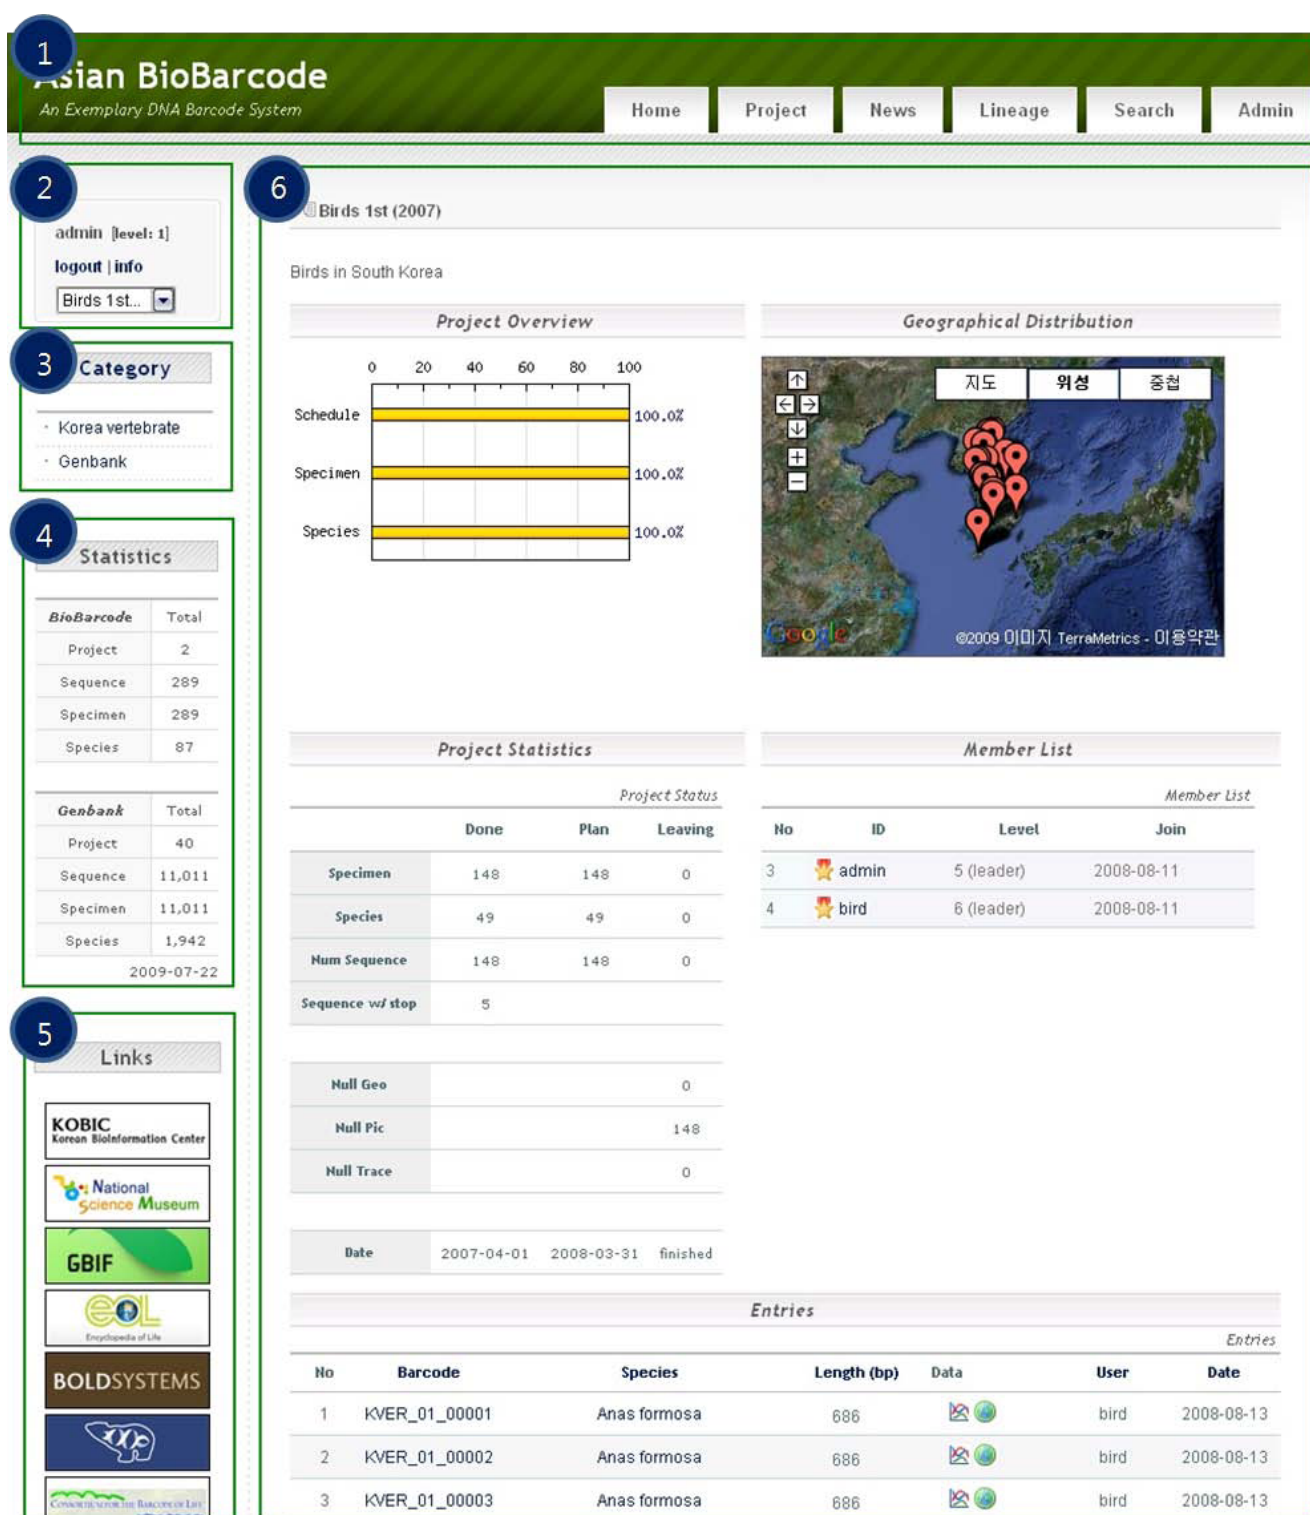 1
Asian BioBarcode
An Exemplary DNA Barcode System
Home Project News Lineage Search Admin
2
admin [level: 1]
logout | info
Birds 1st...
3
Category
· Korea vertebrate
· Genbank
4
Statistics
BioBarcode Total
Project 2
Sequence 289
Specimen 289
Species 87
Genbank Total
Project 40
Sequence 11,011
Specimen 11,011
Species 1,942
2009-07-22
5
Links
KOBIC
Korean BioInformation Center
National
Science Museum
GBIF
eOL
Encyclopedia of Life
BOLDSYSTEMS
CONSORTIUM FOR THE BARCODE OF LIFE
6
Birds 1st (2007)
Birds in South Korea
Project Overview
0 20 40 60 80 100
Schedule 100.0%
Specimen 100.0%
Species 100.0%
Geographical Distribution
지도 위성 중첩
Google
©2009 이미지 TerraMetrics - 이용약관
Project Statistics
Project Status
Done Plan Leaving
Specimen 148 148 0
Species 49 49 0
Num Sequence 148 148 0
Sequence w/ stop 5
Null Geo 0
Null Pic 148
Null Trace 0
Date 2007-04-01 2008-03-31 finished
Member List
Member List
No ID Level Join
3 admin 5 (leader) 2008-08-11
4 bird 6 (leader) 2008-08-11
Entries
Entries
No Barcode Species Length (bp) Data User Date
1 KVER_01_00001 Anas formosa 686 bird 2008-08-13
2 KVER_01_00002 Anas formosa 686 bird 2008-08-13
3 KVER_01_00003 Anas formosa 686 bird 2008-08-13